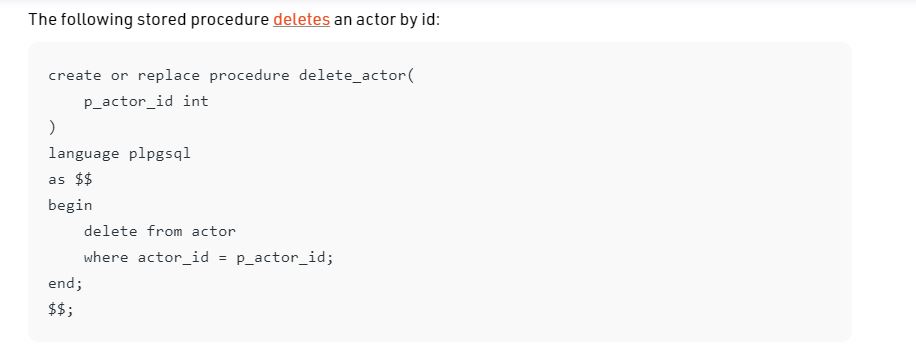 The following stored procedure deletes an actor by id:
create or replace procedure delete_actor(
    p_actor_id int
)
language plpgsql
as $$
begin
    delete from actor
    where actor_id = p_actor_id;
end;
$$;